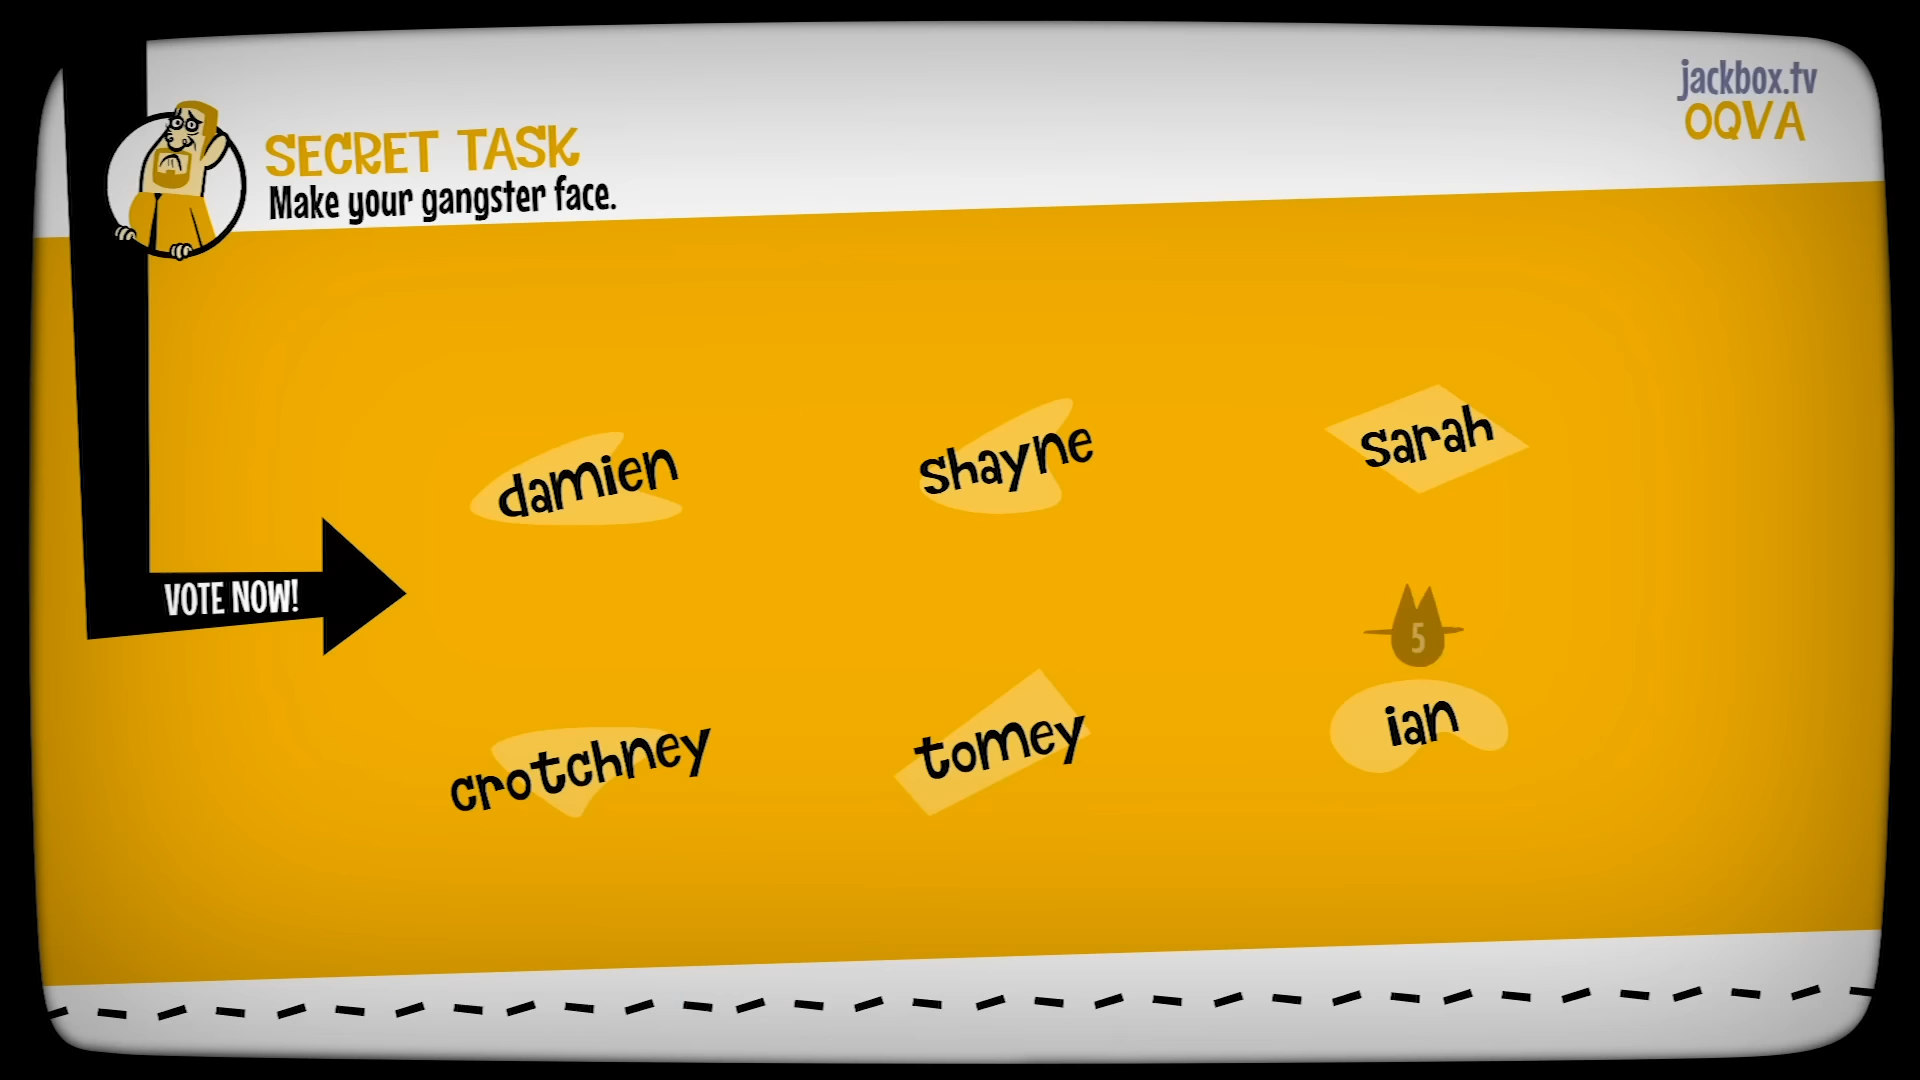 jackbox.tv
OQVA
SECRET TASK
Make your gangster face.
damien
shayne
sarah
VOTE NOW!
5
crotchney
tomey
ian